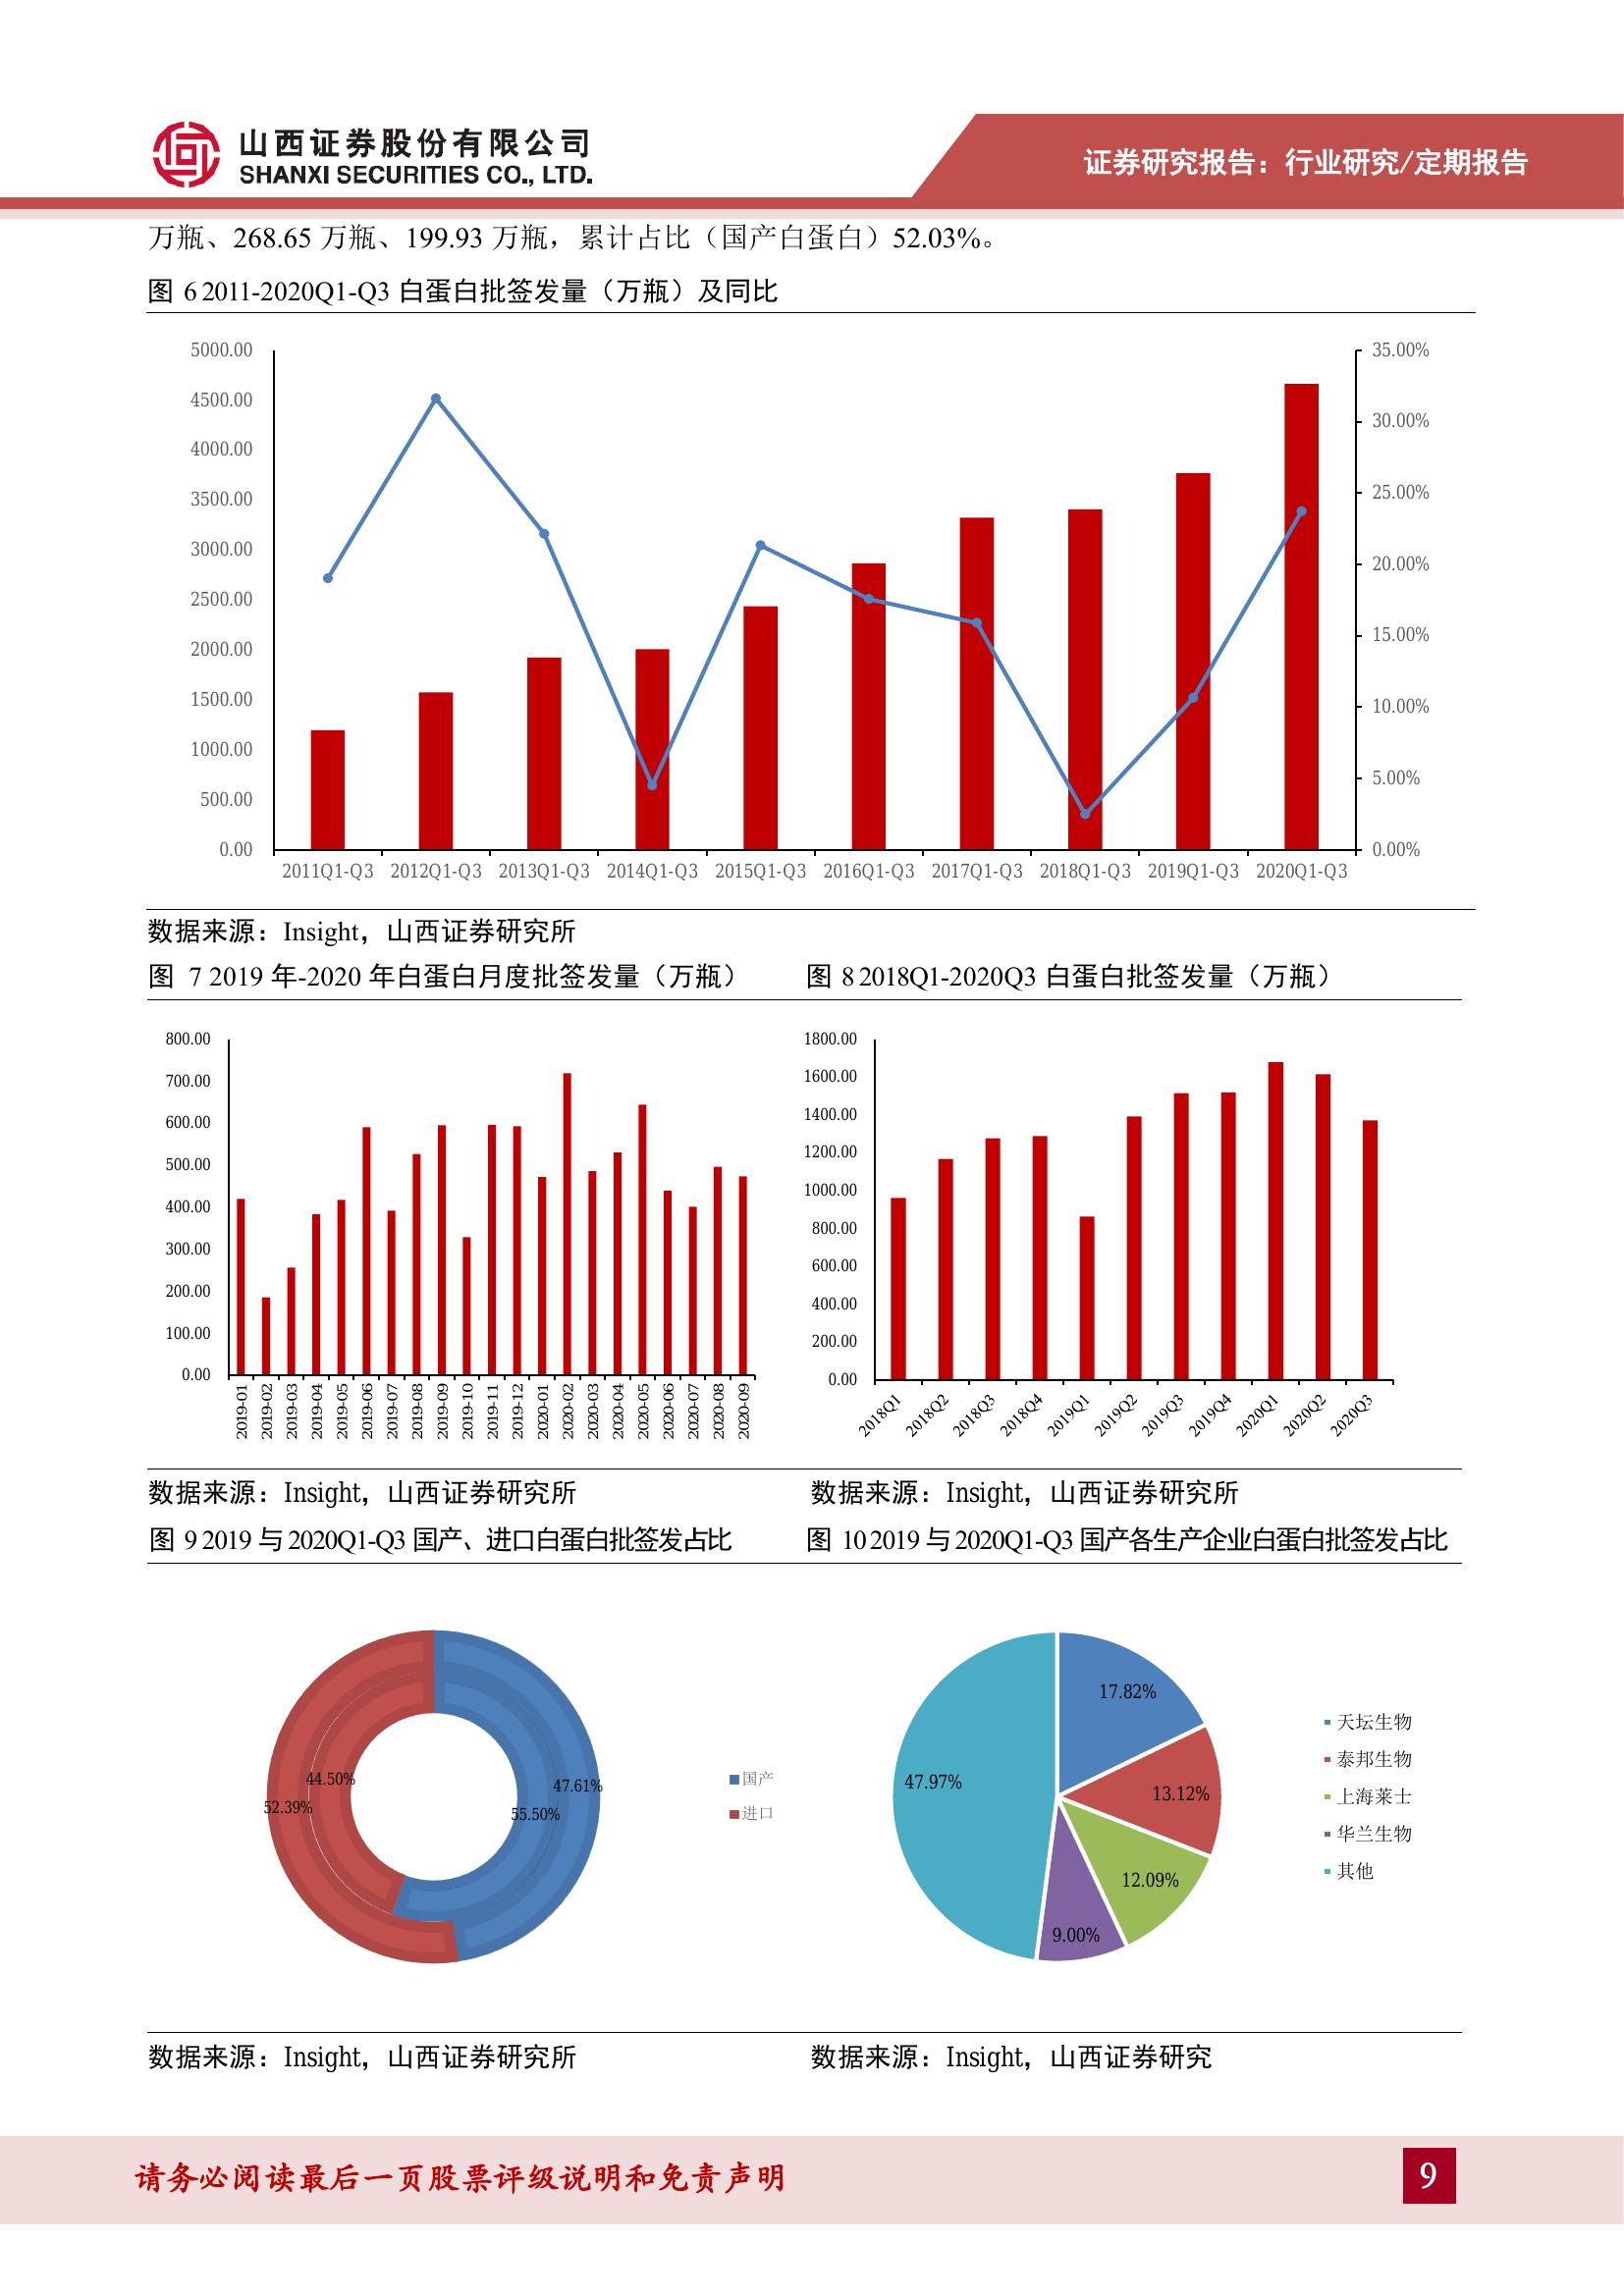 山西证券股份有限公司
SHANXI SECURITIES CO., LTD.
证券研究报告：行业研究/定期报告
万瓶、268.65 万瓶、199.93 万瓶，累计占比（国产白蛋白）52.03%。
图 6 2011-2020Q1-Q3 白蛋白批签发量（万瓶）及同比
5000.00
4500.00
4000.00
3500.00
3000.00
2500.00
2000.00
1500.00
1000.00
500.00
0.00
35.00%
30.00%
25.00%
20.00%
15.00%
10.00%
5.00%
0.00%
2011Q1-Q3 2012Q1-Q3 2013Q1-Q3 2014Q1-Q3 2015Q1-Q3 2016Q1-Q3 2017Q1-Q3 2018Q1-Q3 2019Q1-Q3 2020Q1-Q3
数据来源：Insight，山西证券研究所
图 7 2019 年-2020 年白蛋白月度批签发量（万瓶）
800.00
700.00
600.00
500.00
400.00
300.00
200.00
100.00
0.00
2019-01 2019-02 2019-03 2019-04 2019-05 2019-06 2019-07 2019-08 2019-09 2019-10 2019-11 2019-12 2020-01 2020-02 2020-03 2020-04 2020-05 2020-06 2020-07 2020-08 2020-09
数据来源：Insight，山西证券研究所
图 8 2018Q1-2020Q3 白蛋白批签发量（万瓶）
1800.00
1600.00
1400.00
1200.00
1000.00
800.00
600.00
400.00
200.00
0.00
2018Q1 2018Q2 2018Q3 2018Q4 2019Q1 2019Q2 2019Q3 2019Q4 2020Q1 2020Q2 2020Q3
数据来源：Insight，山西证券研究所
图 9 2019 与 2020Q1-Q3 国产、进口白蛋白批签发占比
44.50%
52.39%
47.61%
55.50%
国产
进口
数据来源：Insight，山西证券研究所
图 10 2019 与 2020Q1-Q3 国产各生产企业白蛋白批签发占比
17.82%
13.12%
12.09%
9.00%
47.97%
天坛生物
泰邦生物
上海莱士
华兰生物
其他
数据来源：Insight，山西证券研究
请务必阅读最后一页股票评级说明和免责声明
9